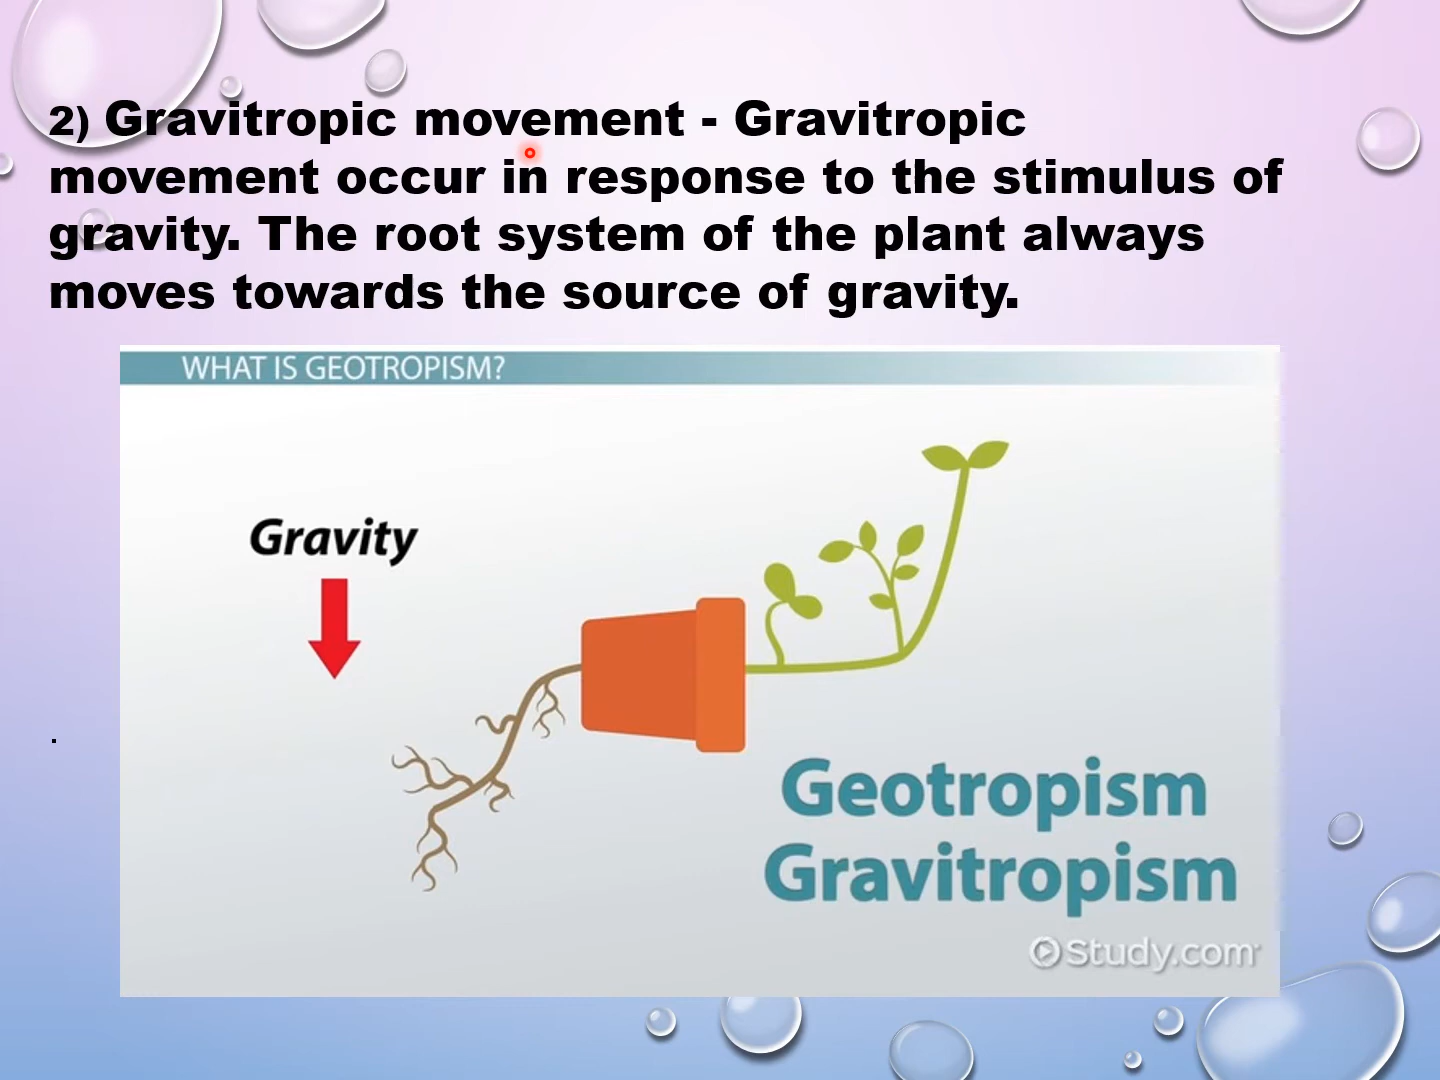 2) Gravitropic movement - Gravitropic
movement occur in response to the stimulus of
gravity. The root system of the plant always
moves towards the source of gravity.
WHAT IS GEOTROPISM?
Gravity
.
Geotropism
Gravitropism
Study.com